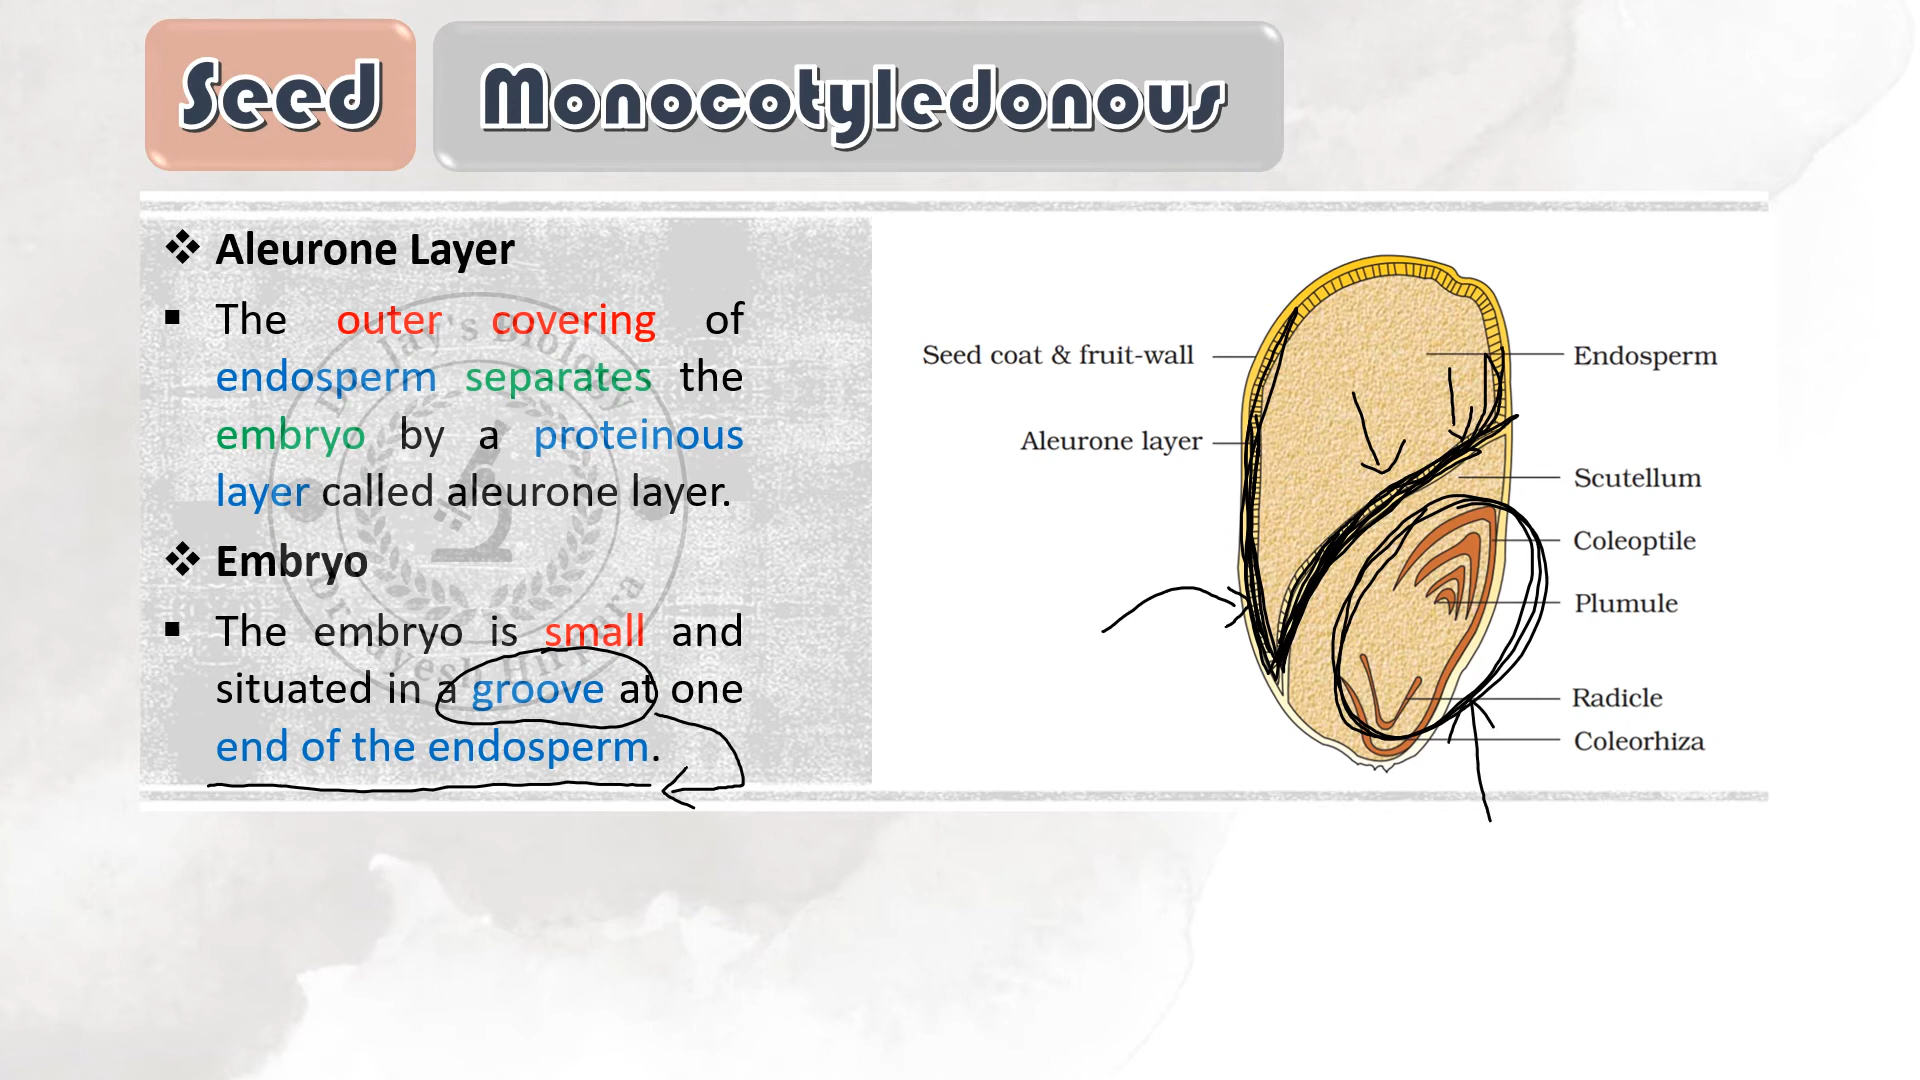 Seed
Monocotyledonous
❖ Aleurone Layer
▪ The outer covering of
endosperm separates the
embryo by a proteinous
layer called aleurone layer.
❖ Embryo
▪ The embryo is small and
situated in a groove at one
end of the endosperm.
Seed coat & fruit-wall
Aleurone layer
Endosperm
Scutellum
Coleoptile
Plumule
Radicle
Coleorhiza